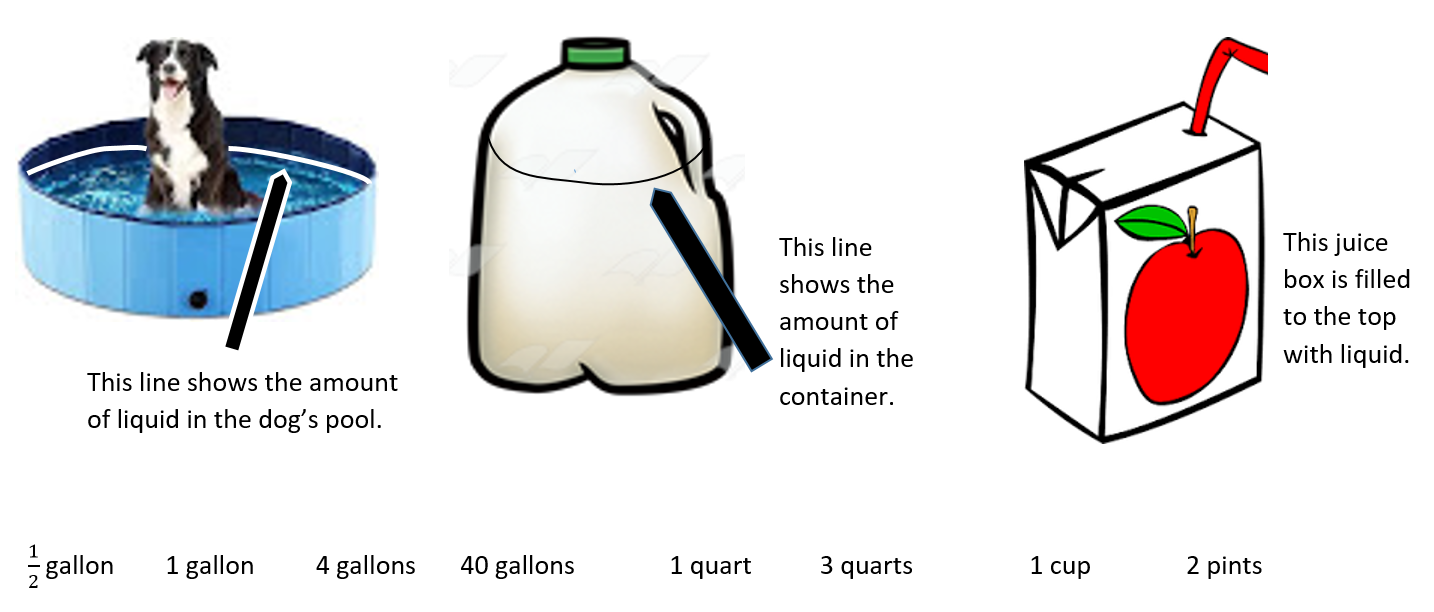 This line shows the amount
of liquid in the dog’s pool.
This line
shows the
amount of
liquid in the
container.
This juice
box is filled
to the top
with liquid.
1/2 gallon 1 gallon 4 gallons 40 gallons 1 quart 3 quarts 1 cup 2 pints